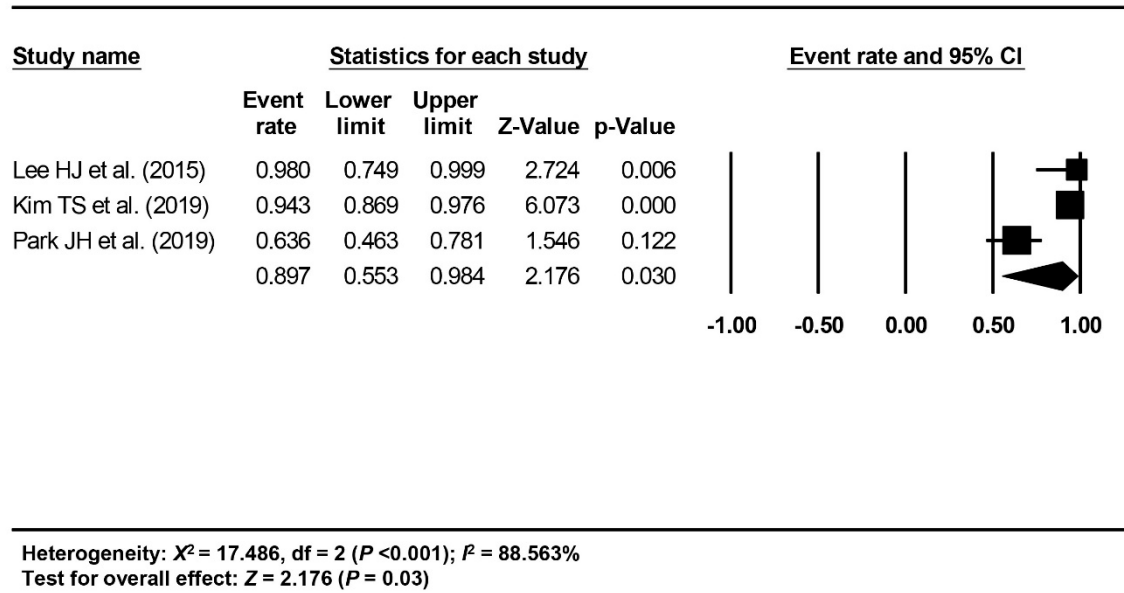 Study name Statistics for each study Event rate and 95% CI
Event Lower Upper
rate limit limit Z-Value p-Value
Lee HJ et al. (2015) 0.980 0.749 0.999 2.724 0.006
Kim TS et al. (2019) 0.943 0.869 0.976 6.073 0.000
Park JH et al. (2019) 0.636 0.463 0.781 1.546 0.122
0.897 0.553 0.984 2.176 0.030
-1.00 -0.50 0.00 0.50 1.00
Heterogeneity: X² = 17.486, df = 2 (P <0.001); I² = 88.563%
Test for overall effect: Z = 2.176 (P = 0.03)